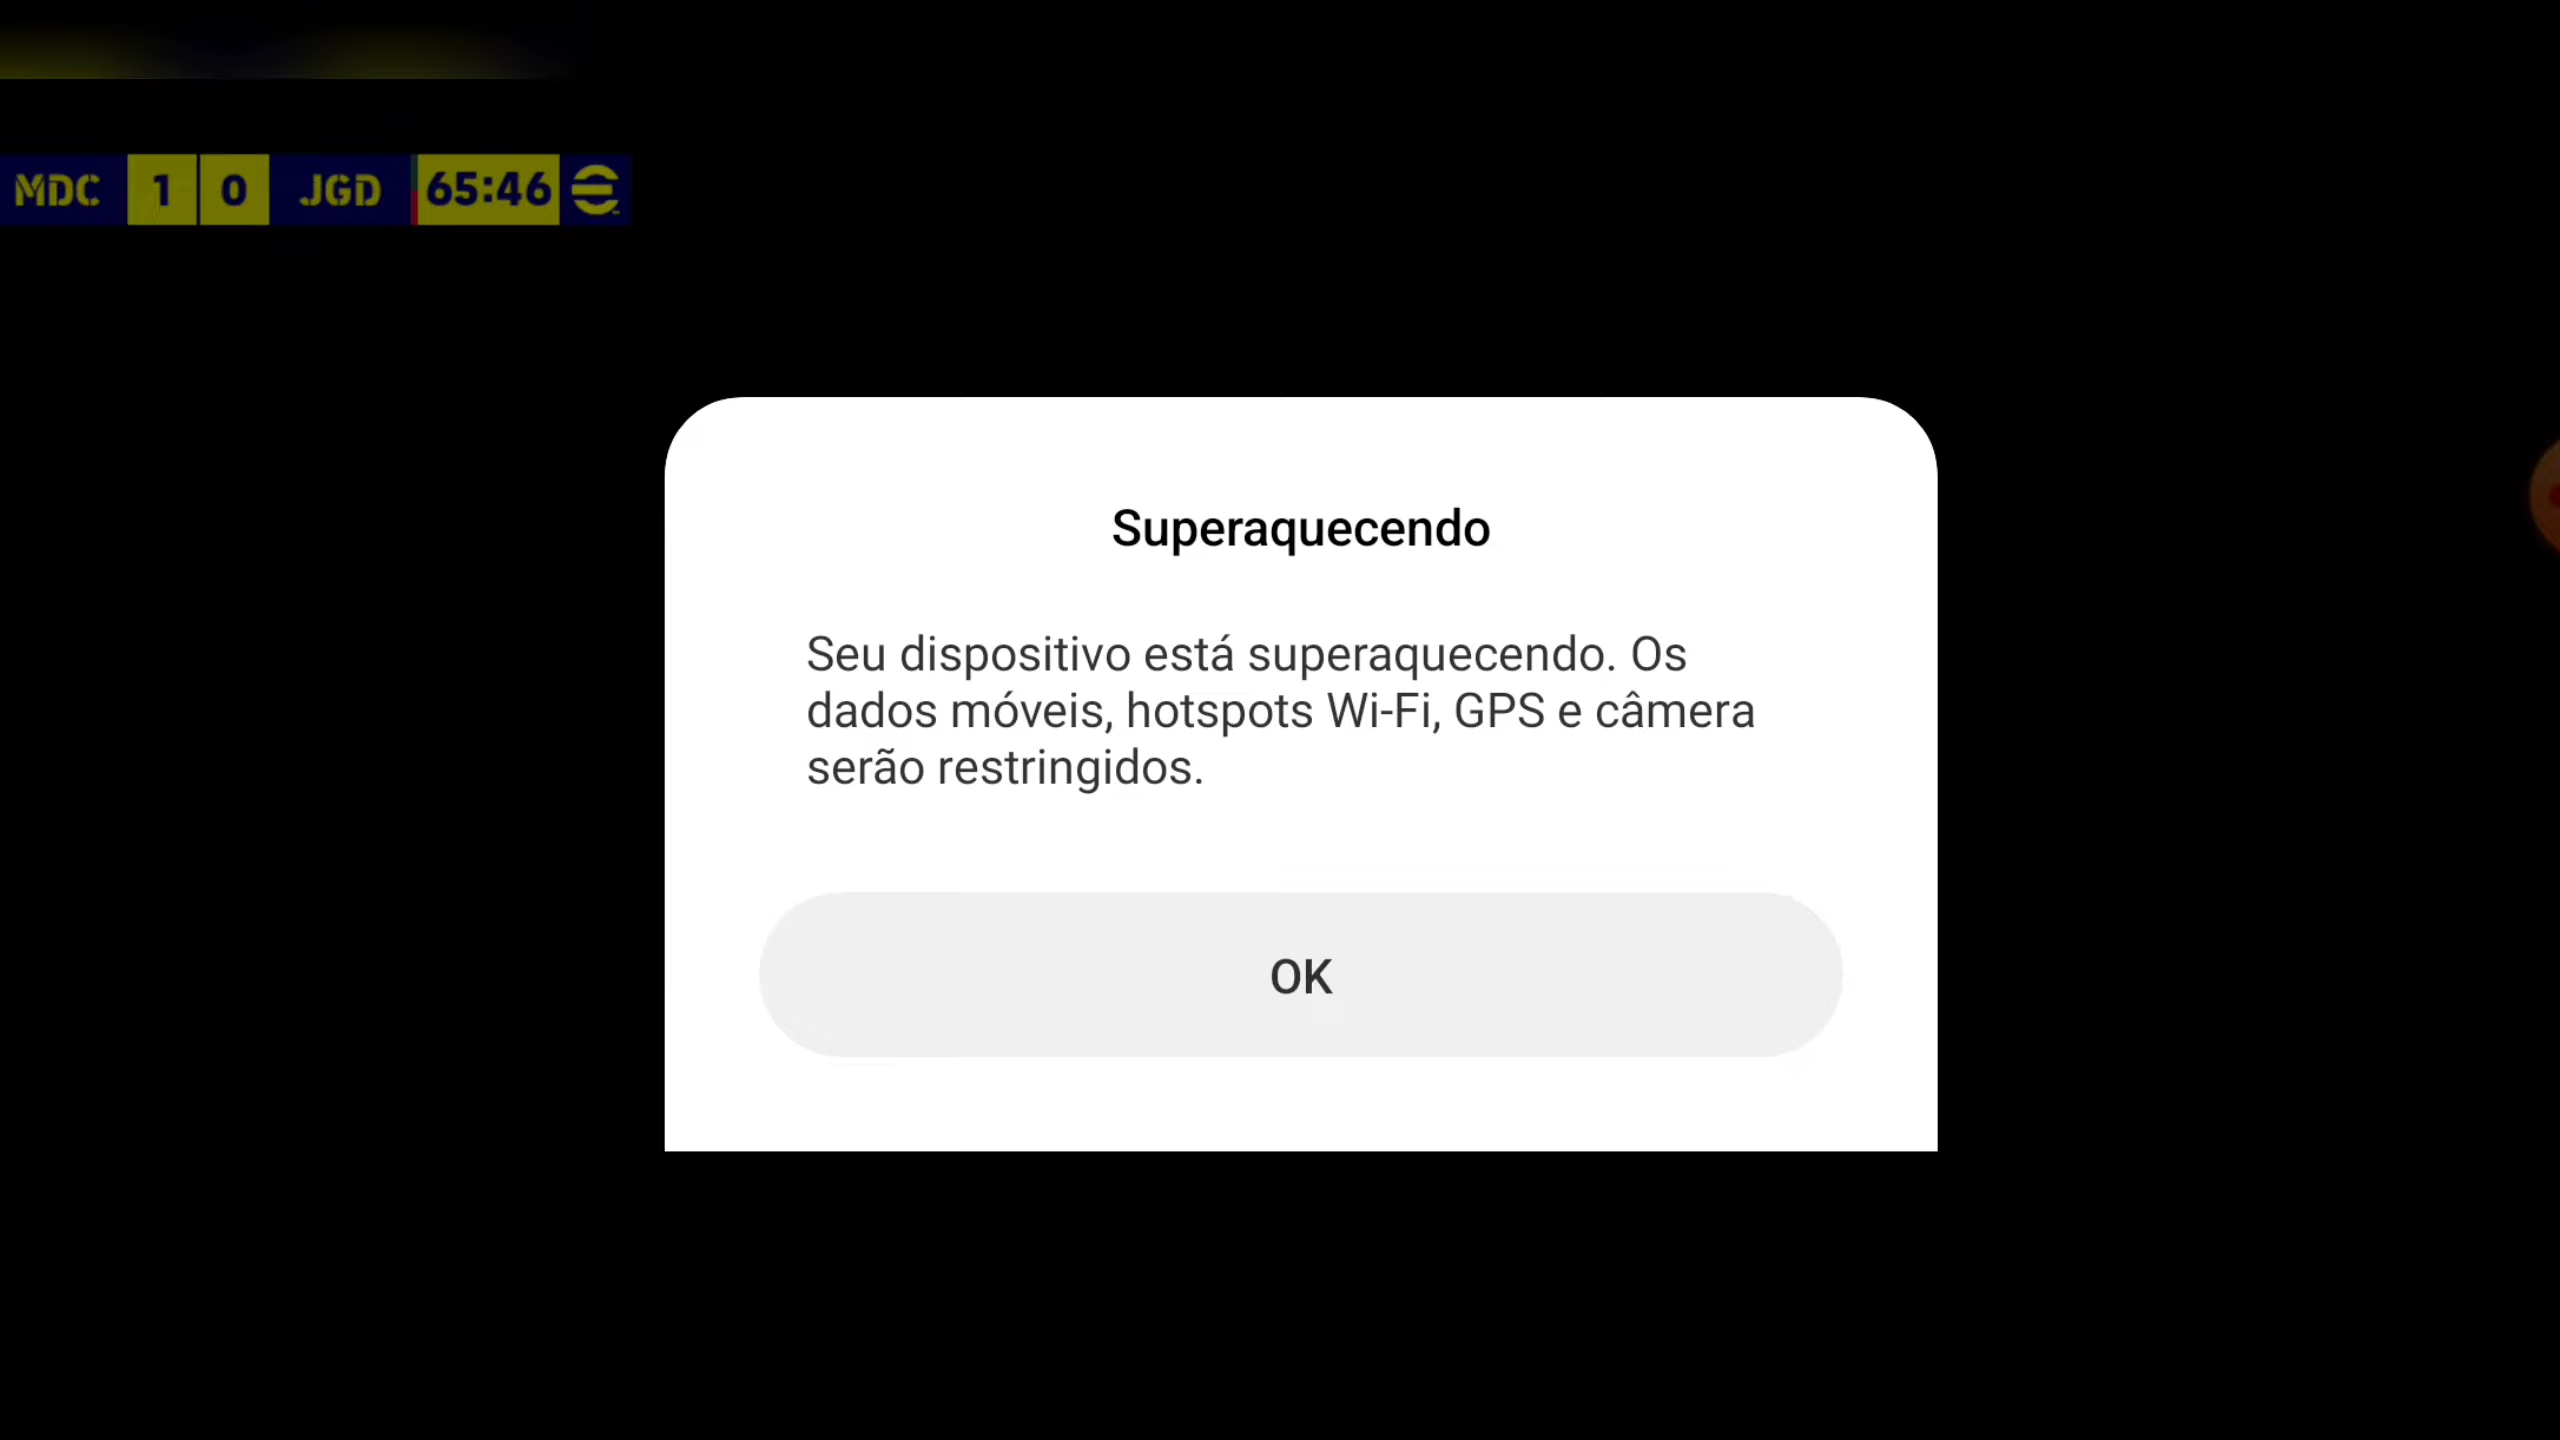 MDC 1 0 JGD 65:46
Superaquecendo
Seu dispositivo está superaquecendo. Os
dados móveis, hotspots Wi-Fi, GPS e câmera
serão restringidos.
OK